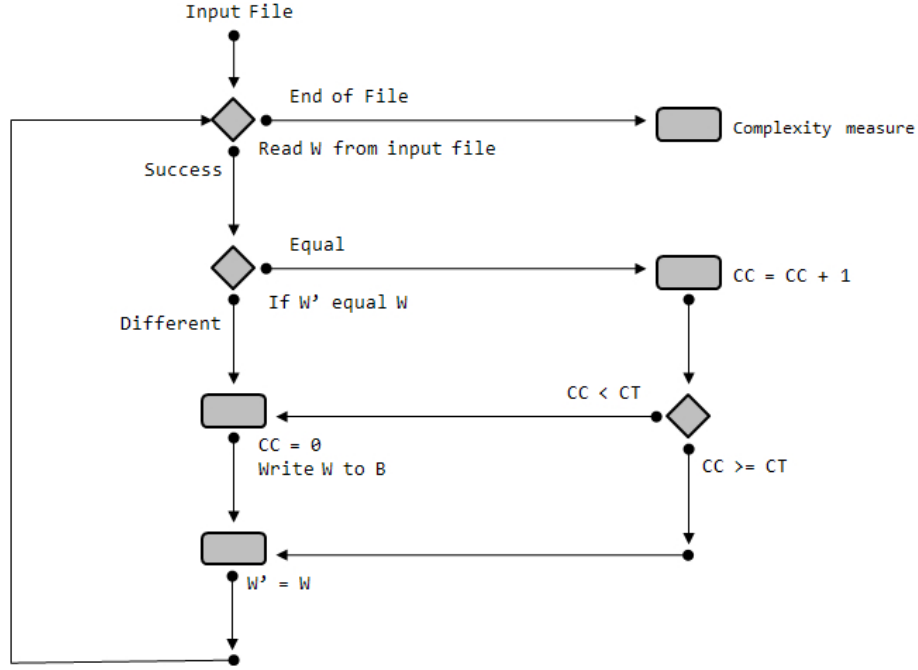 Input File
End of File
Complexity measure
Read W from input file
Success
Equal
CC = CC + 1
If W’ equal W
Different
CC < CT
CC = 0
Write W to B
CC >= CT
W’ = W